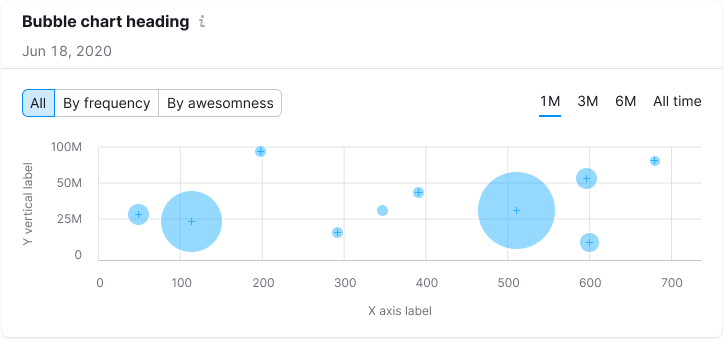 Bubble chart heading i
Jun 18, 2020
All By frequency By awesomness 1M 3M 6M All time
100M
50M
25M
0
Y vertical label
0 100 200 300 400 500 600 700
X axis label